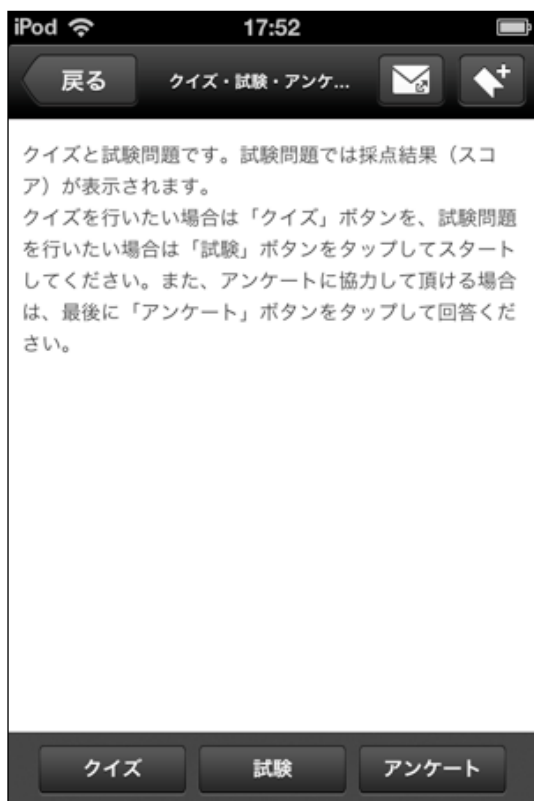 iPod 17:52
戻る クイズ・試験・アンケ...
クイズと試験問題です。試験問題では採点結果（スコ
ア）が表示されます。
クイズを行いたい場合は「クイズ」ボタンを、試験問題
を行いたい場合は「試験」ボタンをタップしてスタート
してください。また、アンケートに協力して頂ける場合
は、最後に「アンケート」ボタンをタップして回答くだ
さい。
クイズ 試験 アンケート